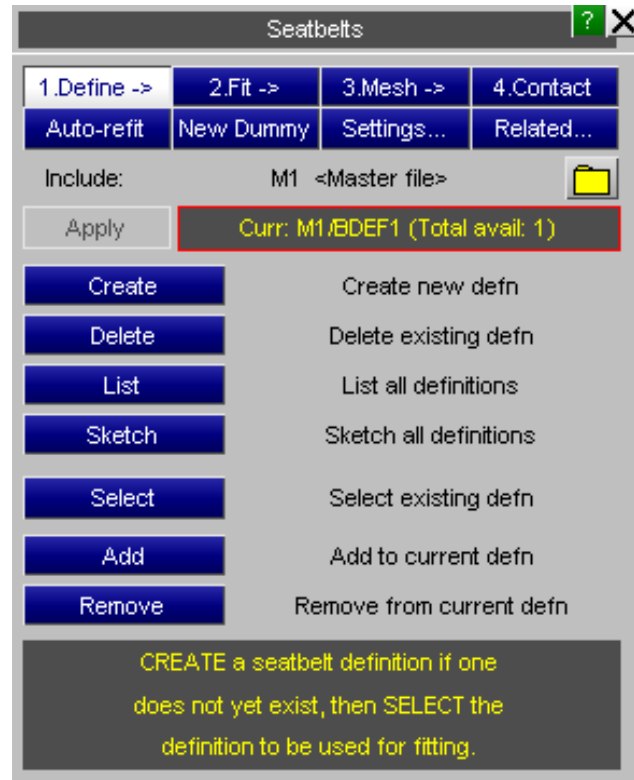 Seatbelts ?
1.Define -> 2.Fit -> 3.Mesh -> 4.Contact
Auto-refit New Dummy Settings... Related...
Include: M1 <Master file>
Apply Curr: M1/BDEF1 (Total avail: 1)
Create Create new defn
Delete Delete existing defn
List List all definitions
Sketch Sketch all definitions
Select Select existing defn
Add Add to current defn
Remove Remove from current defn
CREATE a seatbelt definition if one
does not yet exist, then SELECT the
definition to be used for fitting.